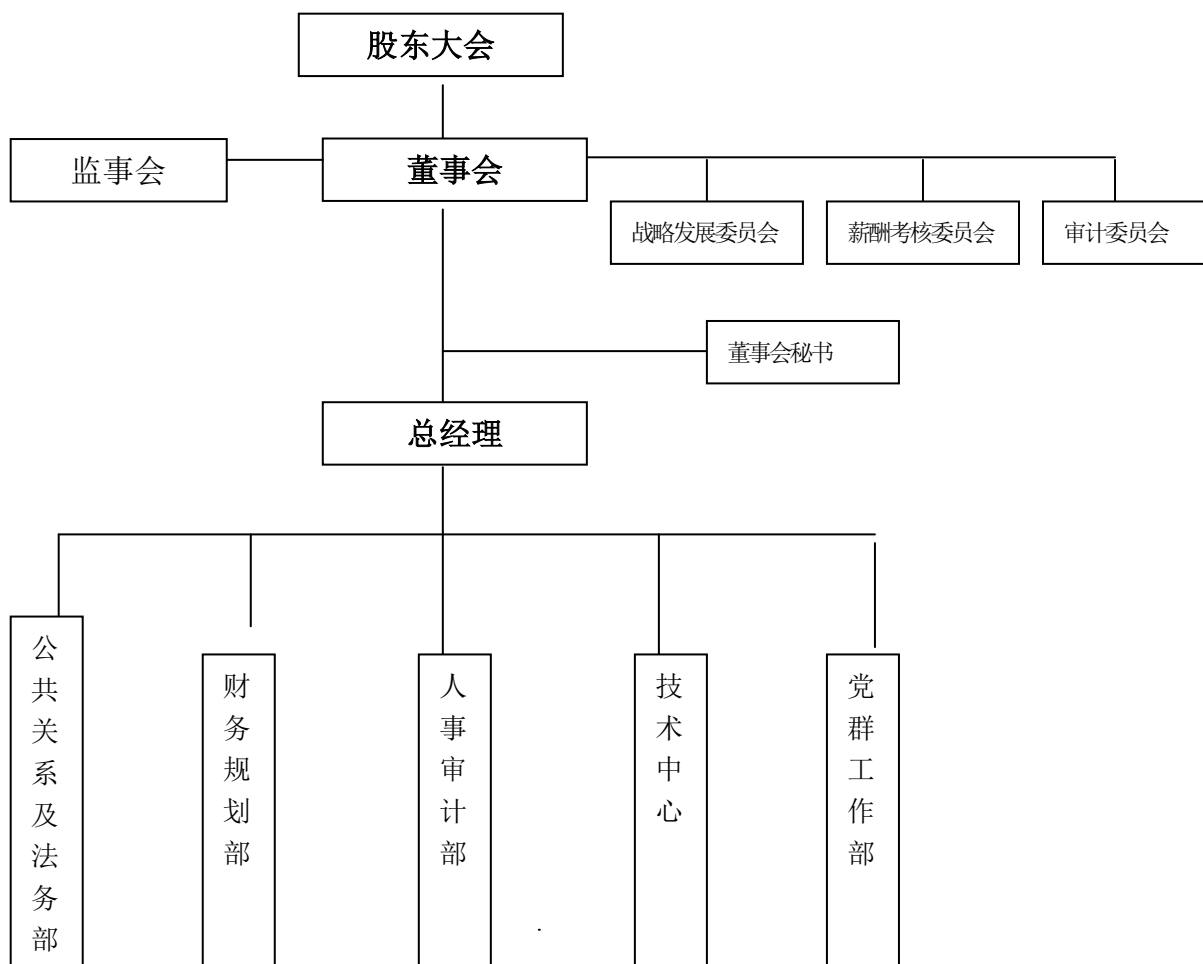 股东大会
监事会
董事会
战略发展委员会
薪酬考核委员会
审计委员会
董事会秘书
总经理
公共关系及法务部
财务规划部
人事审计部
技术中心
党群工作部